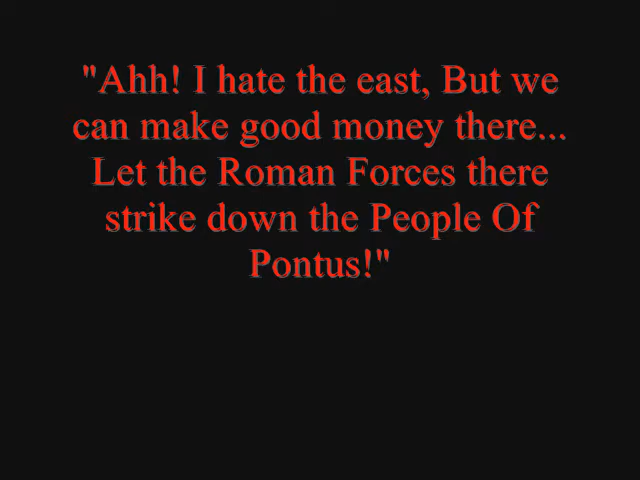 "Ahh! I hate the east, But we
can make good money there...
Let the Roman Forces there
strike down the People Of
Pontus!"